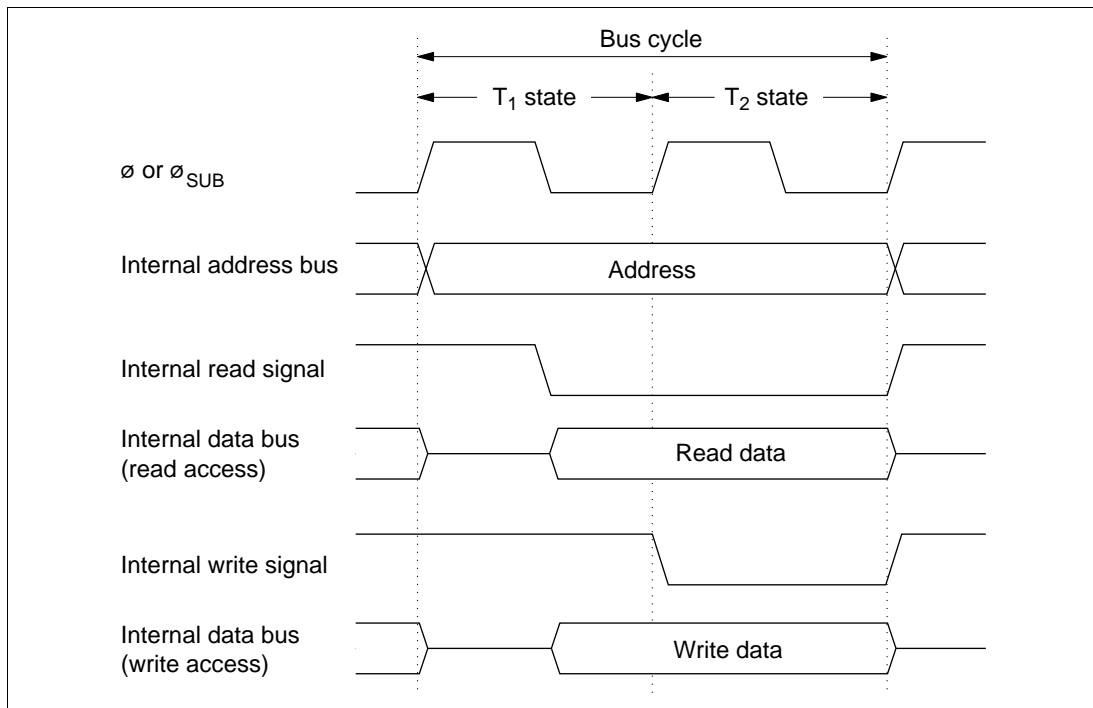 Bus cycle
T1 state
T2 state
ø or øSUB
Internal address bus
Address
Internal read signal
Internal data bus
(read access)
Read data
Internal write signal
Internal data bus
(write access)
Write data